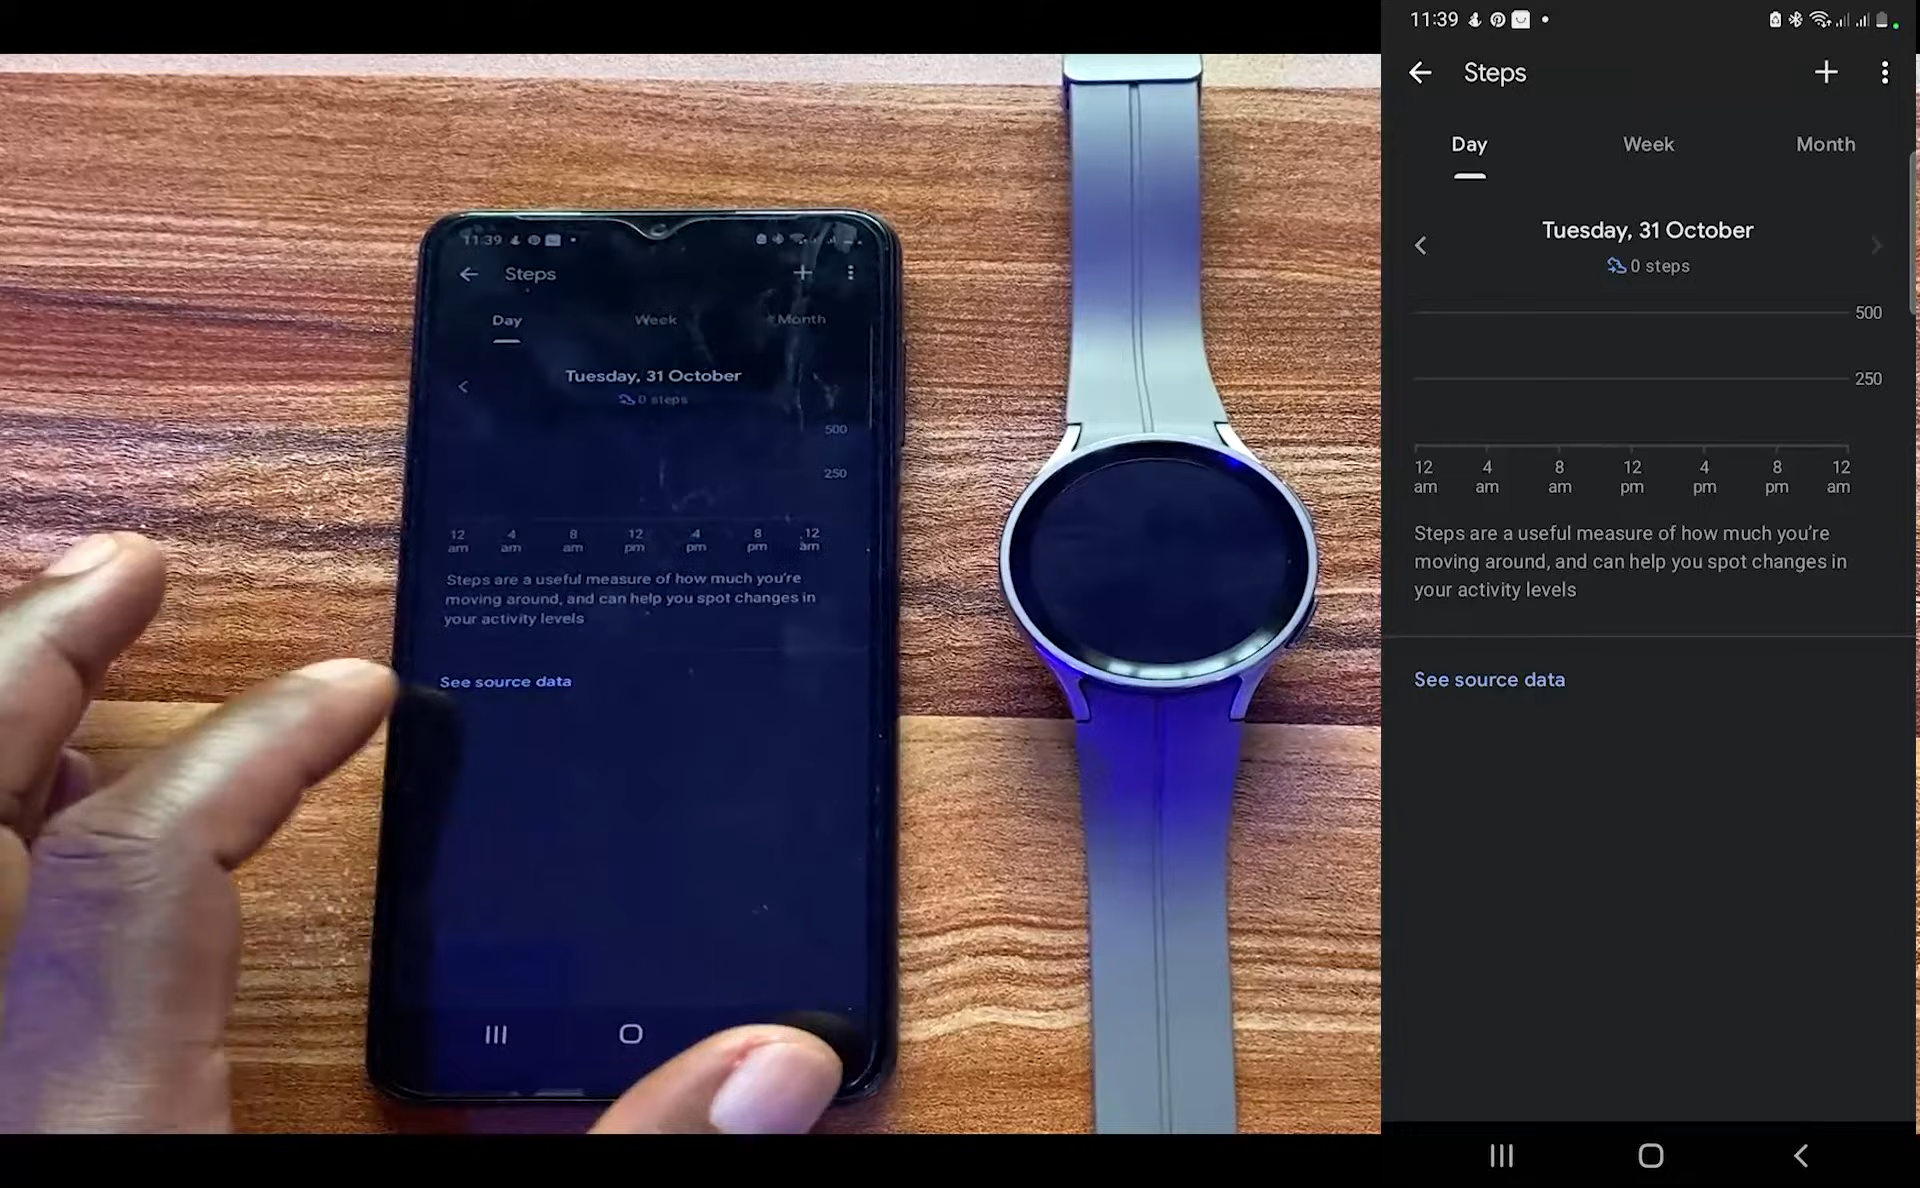 11:39
Steps
Day Week Month
Tuesday, 31 October
0 steps
500
250
12 am 4 am 8 am 12 pm 4 pm 8 pm 12 am
Steps are a useful measure of how much you're
moving around, and can help you spot changes in
your activity levels
See source data
11:39
Steps
Day Week Month
Tuesday, 31 October
0 steps
500
250
12 am 4 am 8 am 12 pm 4 pm 8 pm 12 am
Steps are a useful measure of how much you're
moving around, and can help you spot changes in
your activity levels
See source data